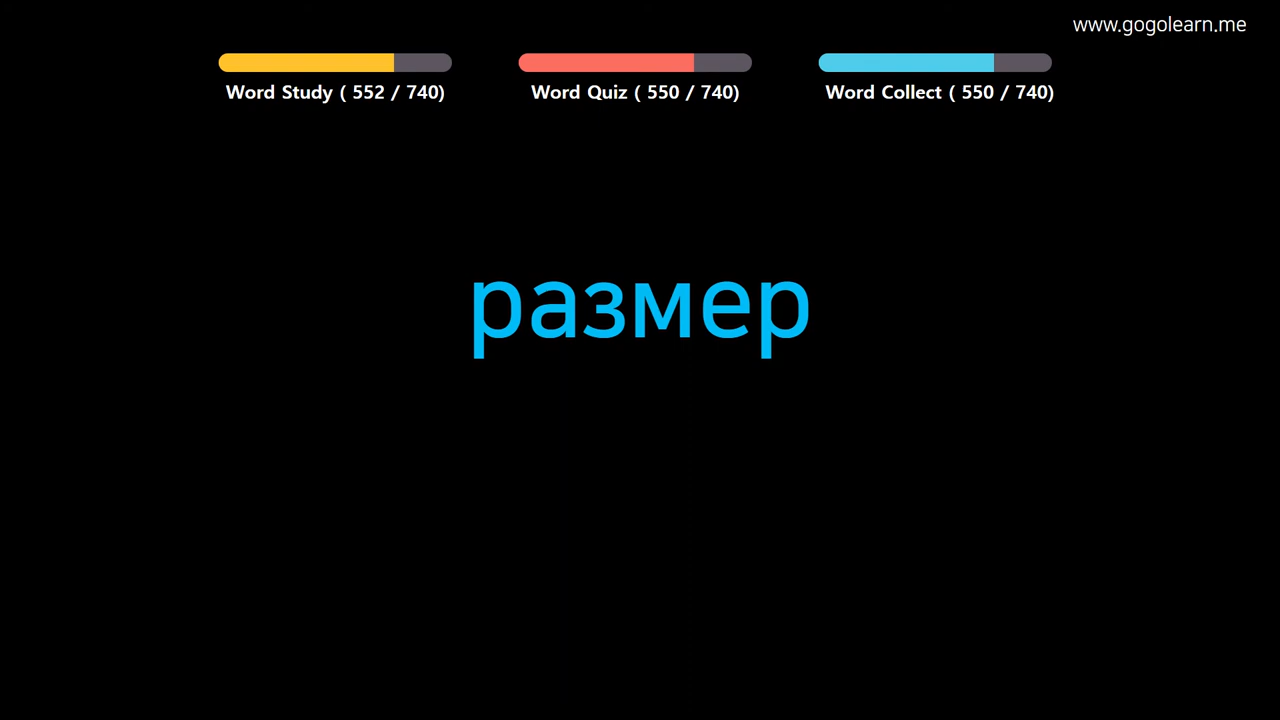 www.gogolearn.me
Word Study ( 552 / 740)
Word Quiz ( 550 / 740)
Word Collect ( 550 / 740)
размер